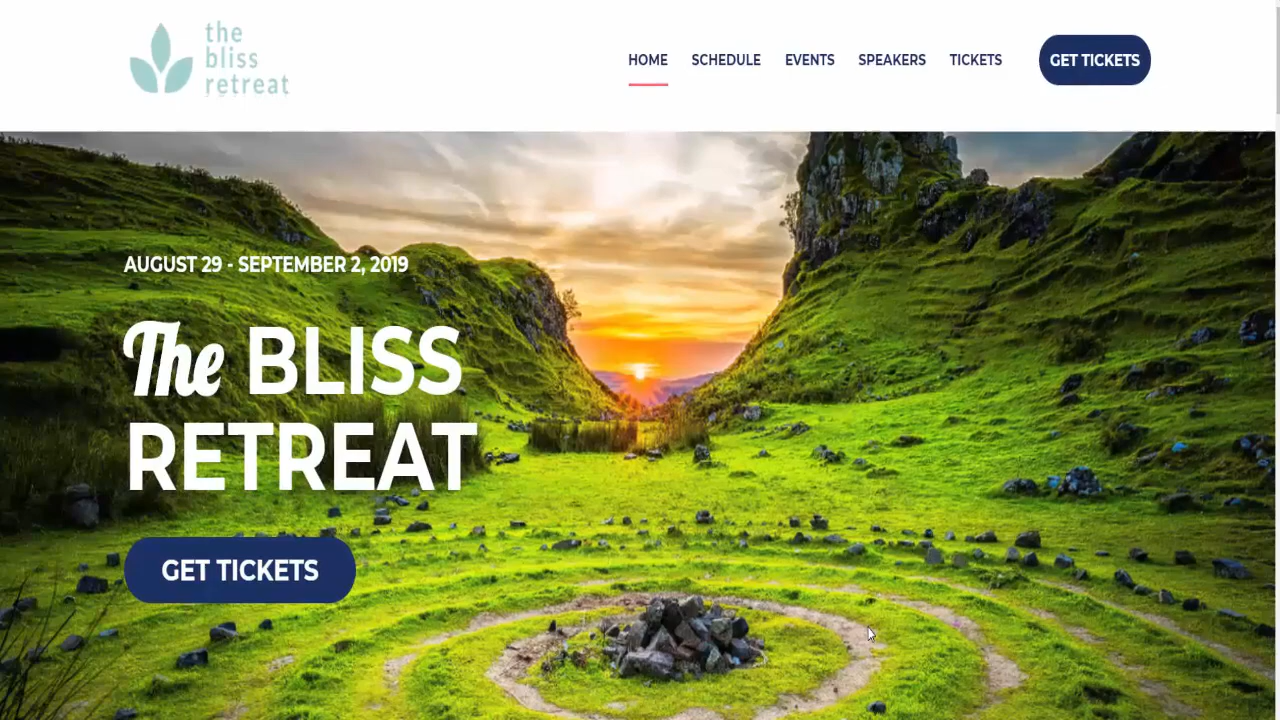 the
bliss
retreat
HOME SCHEDULE EVENTS SPEAKERS TICKETS GET TICKETS
AUGUST 29 - SEPTEMBER 2, 2019
The BLISS
RETREAT
GET TICKETS